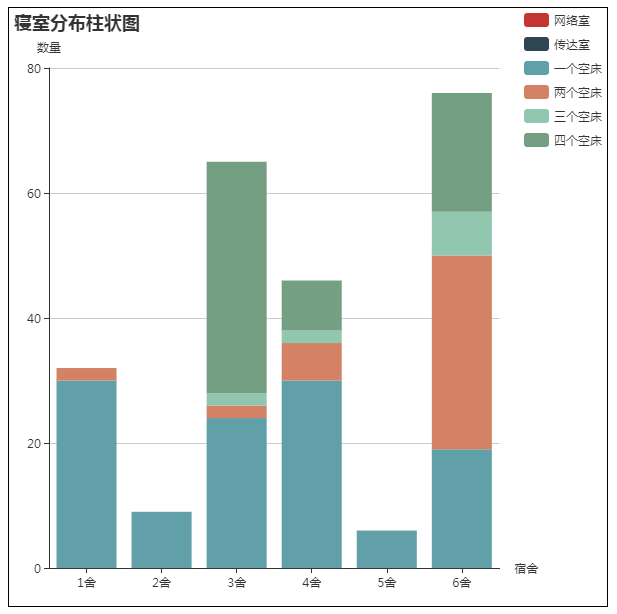 寝室分布柱状图
数量
网络室
传达室
一个空床
两个空床
三个空床
四个空床
80
60
40
20
0
1舍
2舍
3舍
4舍
5舍
6舍
宿舍